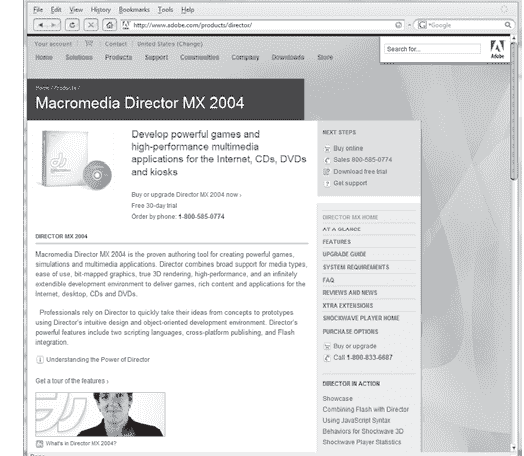 File Edit View History Bookmarks Tools Help
http://www.adobe.com/products/director/
Google
Your account Contact United States (Change)
Search for...
Adobe
Home Solutions Products Support Communities Company Downloads Store
Home / Products /
Macromedia Director MX 2004
Develop powerful games and
high-performance multimedia
applications for the Internet, CDs, DVDs
and kiosks
Buy or upgrade Director MX 2004 now ›
Free 30-day trial
Order by phone: 1-800-585-0774
DIRECTOR MX 2004
Macromedia Director MX 2004 is the proven authoring tool for creating powerful games,
simulations and multimedia applications. Director combines broad support for media types,
ease of use, bit-mapped graphics, true 3D rendering, high-performance, and an infinitely
extendible development environment to deliver games, rich content and applications for the
Internet, desktop, CDs and DVDs.
Professionals rely on Director to quickly take their ideas from concepts to prototypes
using Director's intuitive design and object-oriented development environment. Director's
powerful features include two scripting languages, cross-platform publishing, and Flash
integration.
Understanding the Power of Director
Get a tour of the features ›
What's in Director MX 2004?
NEXT STEPS
Buy online
Sales 800-585-0774
Download free trial
Get support
DIRECTOR MX HOME
AT A GLANCE
FEATURES
UPGRADE GUIDE
SYSTEM REQUIREMENTS
FAQ
REVIEWS AND NEWS
XTRA EXTENSIONS
SHOCKWAVE PLAYER HOME
PURCHASE OPTIONS
Buy or upgrade
Call 1-800-833-6687
DIRECTOR IN ACTION
Showcase
Combining Flash with Director
Using JavaScript Syntax
Behaviors for Shockwave 3D
Shockwave Player Statistics